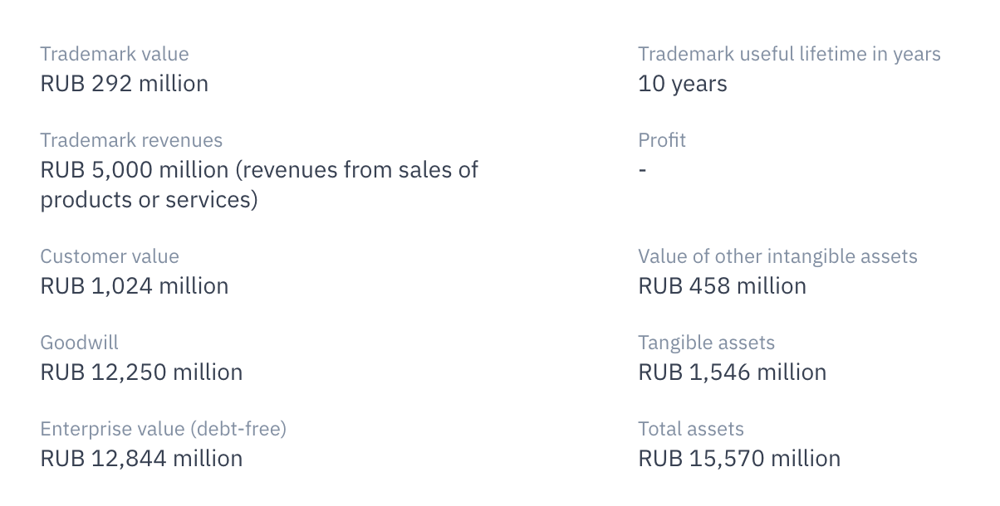 Trademark value
RUB 292 million
Trademark useful lifetime in years
10 years
Trademark revenues
RUB 5,000 million (revenues from sales of
products or services)
Profit
-
Customer value
RUB 1,024 million
Value of other intangible assets
RUB 458 million
Goodwill
RUB 12,250 million
Tangible assets
RUB 1,546 million
Enterprise value (debt-free)
RUB 12,844 million
Total assets
RUB 15,570 million